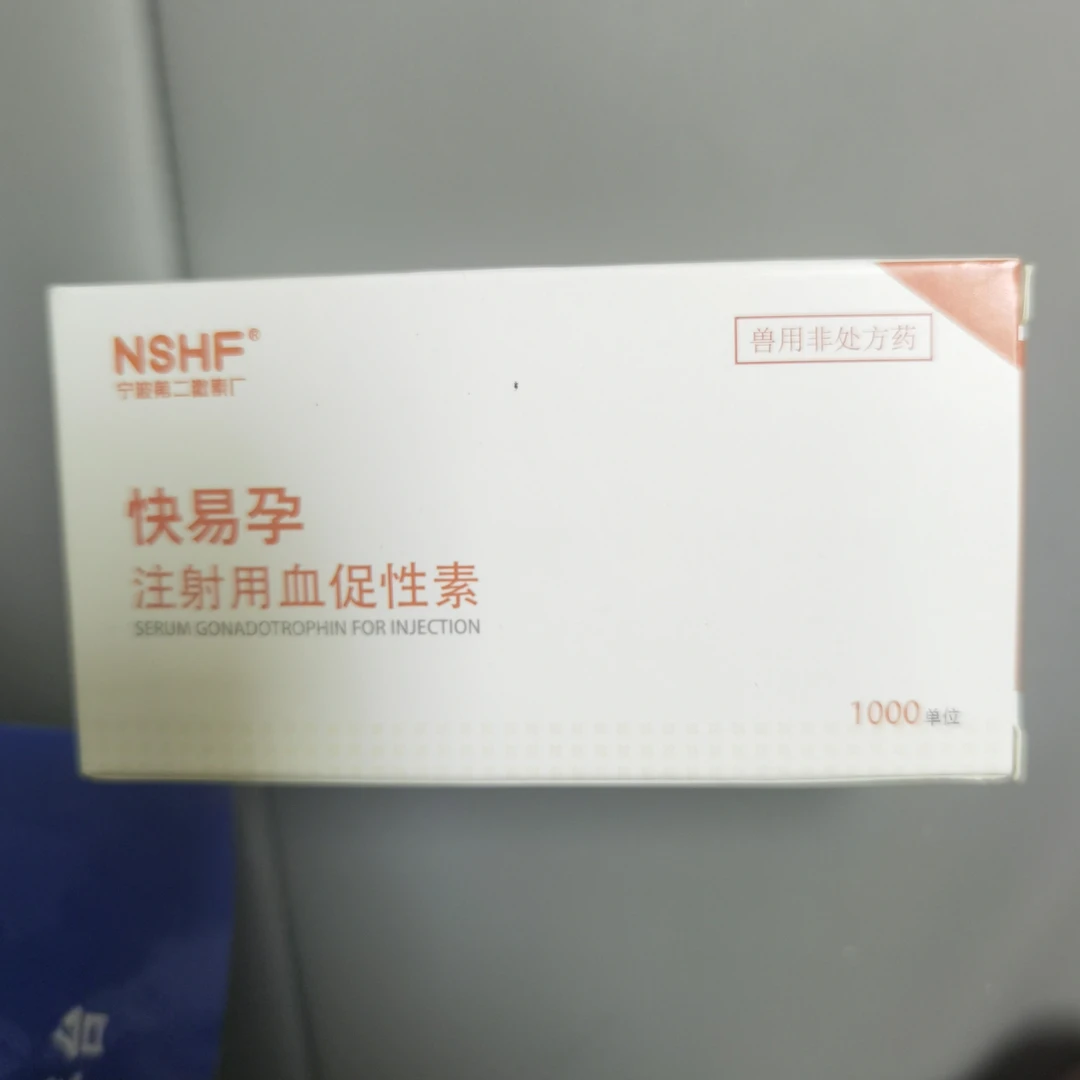 NSHF®
宁波第二激素厂
兽用非处方药
快易孕
注射用血促性素
SERUM GONADOTROPHIN FOR INJECTION
1000单位
台